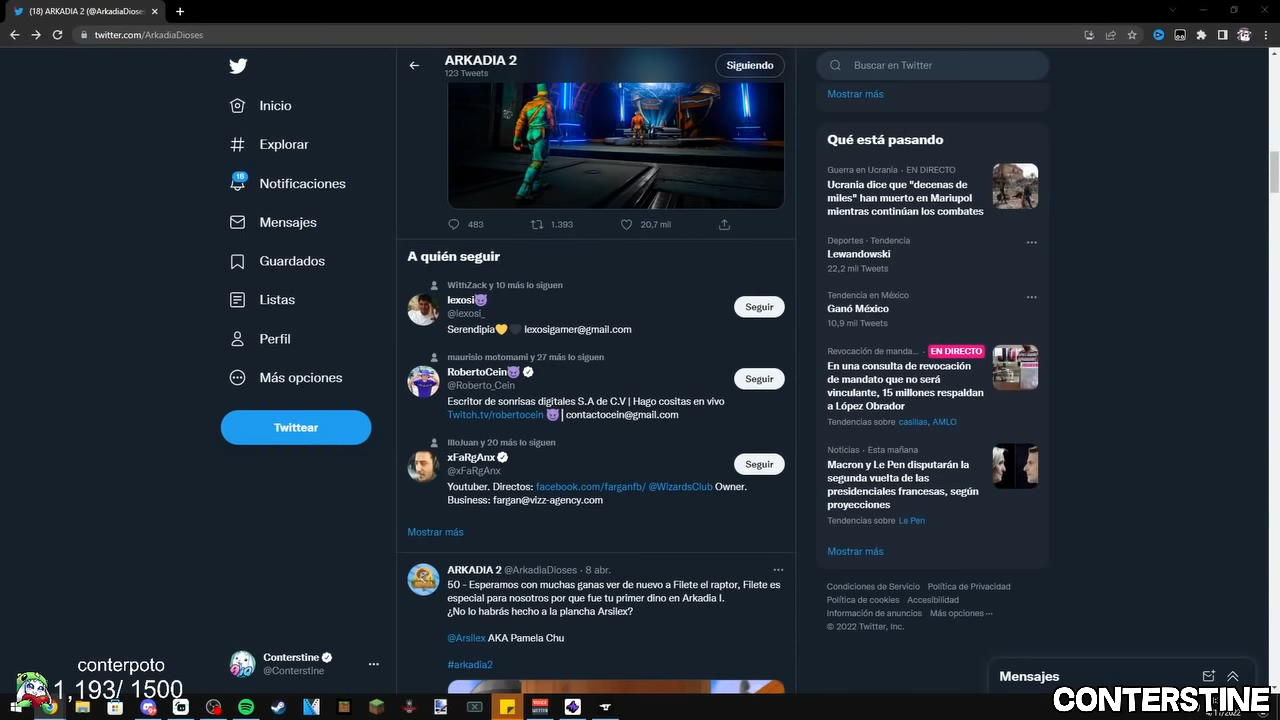 (18) ARKADIA 2 (@ArkadiaDioses
twitter.com/ArkadiaDioses
Inicio
Explorar
18
Notificaciones
Mensajes
Guardados
Listas
Perfil
Más opciones
Twittear
Conterstine
@Conterstine
conterpoto
1,193/ 1500
ARKADIA 2
123 Tweets
Siguiendo
483
1.393
20,7 mil
A quién seguir
WithZack y 10 más lo siguen
lexosi😈
@lexosi_
Seguir
Serendipia💛🖤 lexosigamer@gmail.com
maurisio motomami y 27 más lo siguen
RobertoCein😈
@Roberto_Cein
Seguir
Escritor de sonrisas digitales S.A de C.V | Hago cositas en vivo
Twitch.tv/robertocein 😈 | contactocein@gmail.com
IlloJuan y 20 más lo siguen
xFaRgAnx
@xFaRgAnx
Seguir
Youtuber. Directos: facebook.com/farganfb/ @WizardsClub Owner.
Business: fargan@vizz-agency.com
Mostrar más
ARKADIA 2 @ArkadiaDioses · 8 abr.
50 - Esperamos con muchas ganas ver de nuevo a Filete el raptor, Filete es
especial para nosotros por que fue tu primer dino en Arkadia I.
¿No lo habrás hecho a la plancha Arsilex?
@Arsilex AKA Pamela Chu
#arkadia2
Buscar en Twitter
Mostrar más
Qué está pasando
Guerra en Ucrania · EN DIRECTO
Ucrania dice que "decenas de
miles" han muerto en Mariupol
mientras continúan los combates
Deportes · Tendencia
Lewandowski
22,2 mil Tweets
Tendencia en México
Ganó México
10,9 mil Tweets
Revocación de manda... · EN DIRECTO
En una consulta de revocación
de mandato que no será
vinculante, 15 millones respaldan
a López Obrador
Tendencias sobre casillas, AMLO
Noticias · Esta mañana
Macron y Le Pen disputarán la
segunda vuelta de las
presidenciales francesas, según
proyecciones
Tendencias sobre Le Pen
Mostrar más
Condiciones de Servicio Política de Privacidad
Política de cookies Accesibilidad
Información de anuncios Más opciones ···
© 2022 Twitter, Inc.
Mensajes
CONTERSTINE